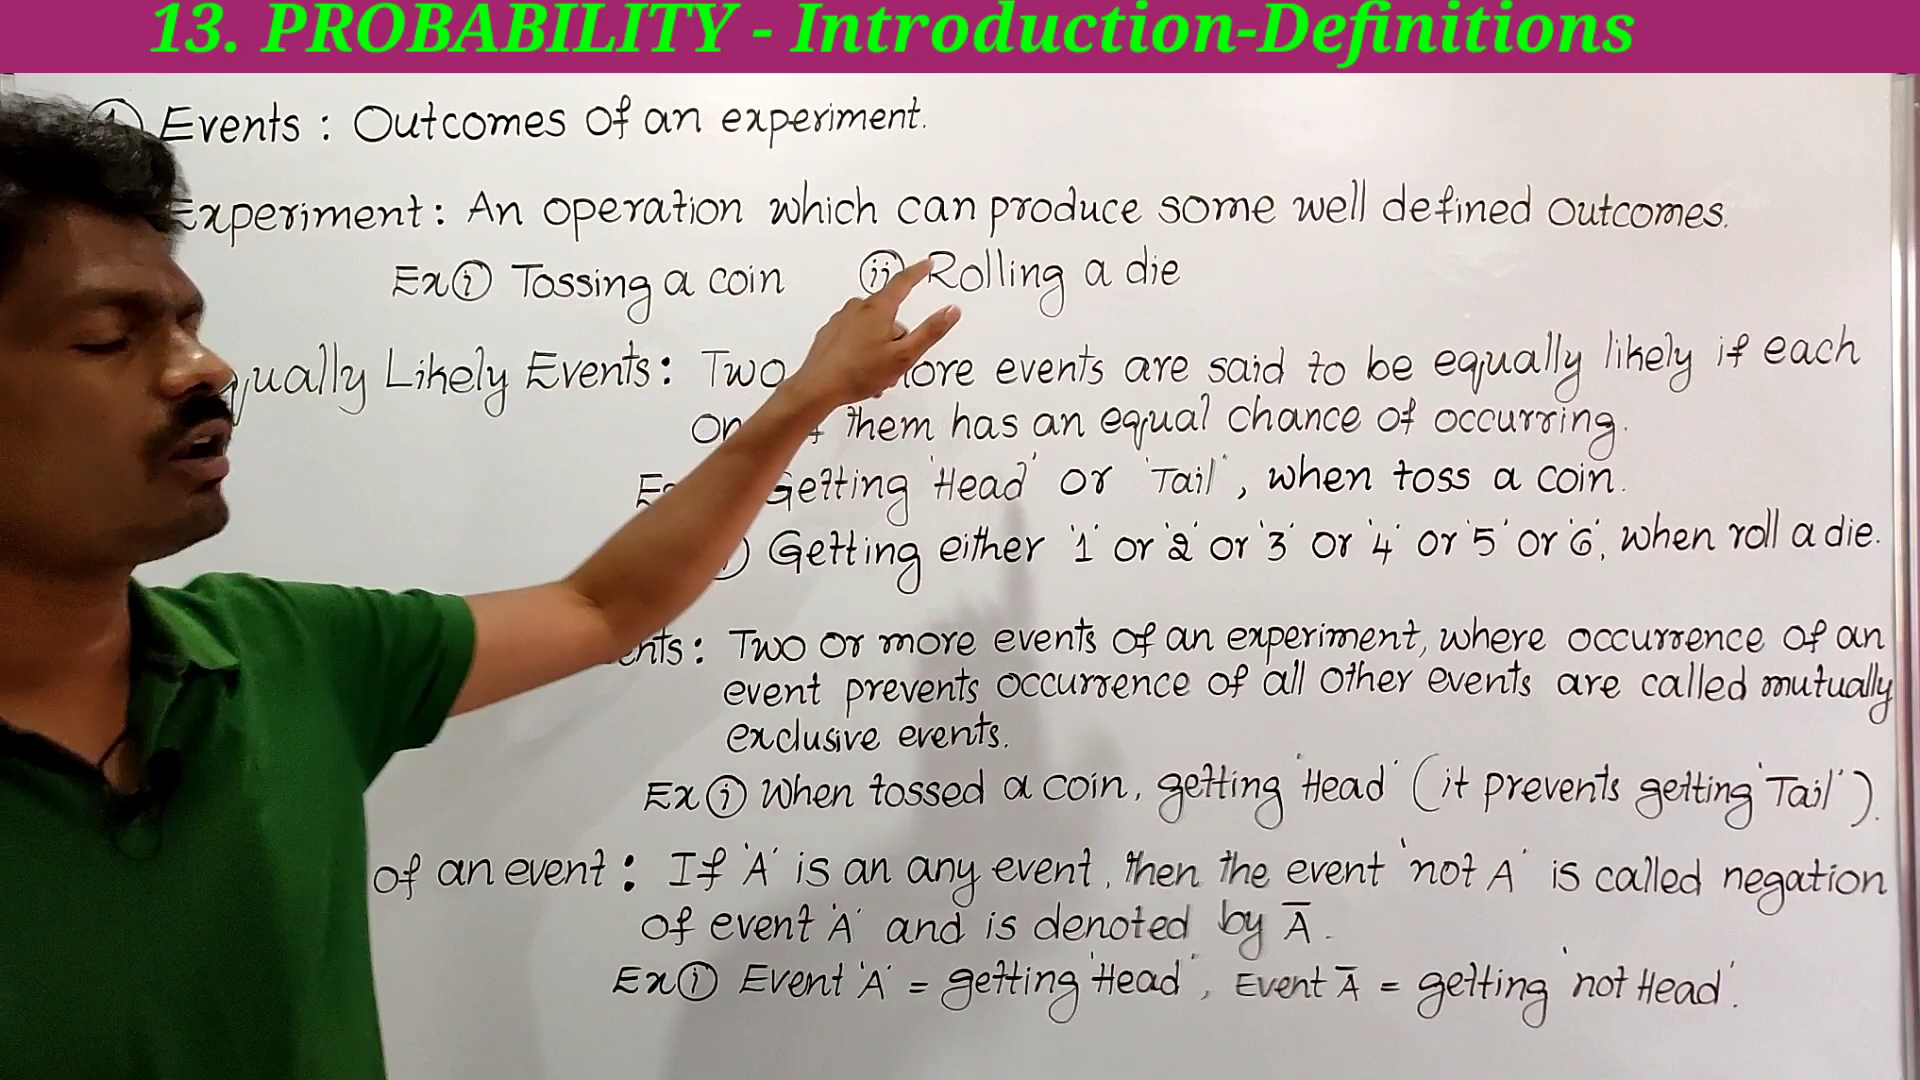 13. PROBABILITY - Introduction-Definitions
① Events : Outcomes of an experiment.
Experiment : An operation which can produce some well defined outcomes.
Ex ⓘ Tossing a coin ⓘⓘ Rolling a die
Equally Likely Events : Two more events are said to be equally likely if each
them has an equal chance of occurring.
Getting 'Head' or 'Tail', when toss a coin.
Getting either '1' or '2' or '3' or '4' or '5' or '6', when roll a die.
Two or more events of an experiment, where occurrence of an
event prevents occurrence of all other events are called mutually
exclusive events.
Ex ⓘ When tossed a coin, getting 'Head' (it prevents getting 'Tail').
of an event : If 'A' is an any event, then the event 'not A' is called negation
of event 'A' and is denoted by A̅.
Ex ⓘ Event 'A' = getting 'Head', Event A̅ = getting 'not Head'.